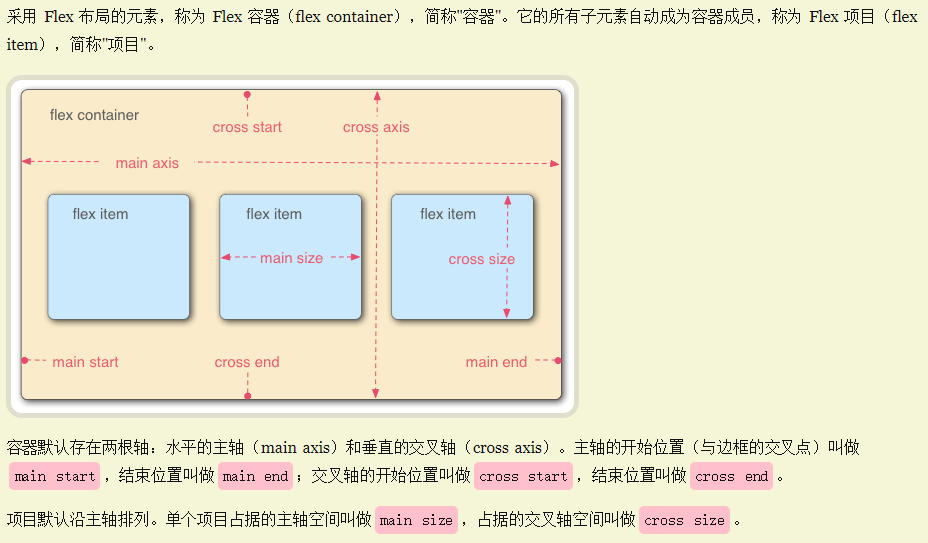 采用 Flex 布局的元素，称为 Flex 容器（flex container），简称"容器"。它的所有子元素自动成为容器成员，称为 Flex 项目（flex
item），简称"项目"。
flex container
cross start
cross axis
main axis
flex item
flex item
flex item
main size
cross size
main start
cross end
main end
容器默认存在两根轴：水平的主轴（main axis）和垂直的交叉轴（cross axis）。主轴的开始位置（与边框的交叉点）叫做
main start，结束位置叫做 main end；交叉轴的开始位置叫做 cross start，结束位置叫做 cross end。
项目默认沿主轴排列。单个项目占据的主轴空间叫做 main size，占据的交叉轴空间叫做 cross size。